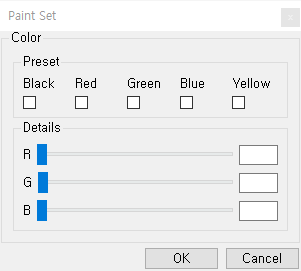 Paint Set
x
Color
Preset
Black Red Green Blue Yellow
Details
R
G
B
OK Cancel